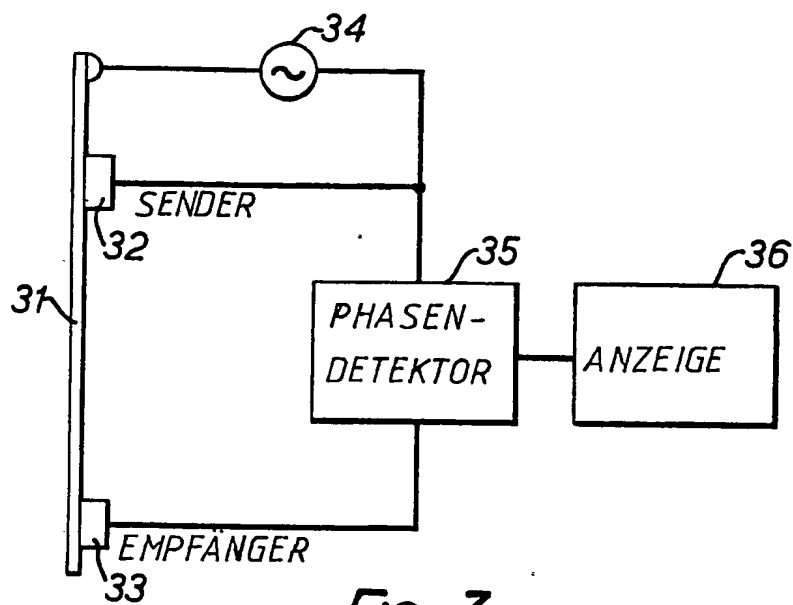 34
SENDER
32
35
36
31
PHASEN-
DETEKTOR
ANZEIGE
EMPFÄNGER
33